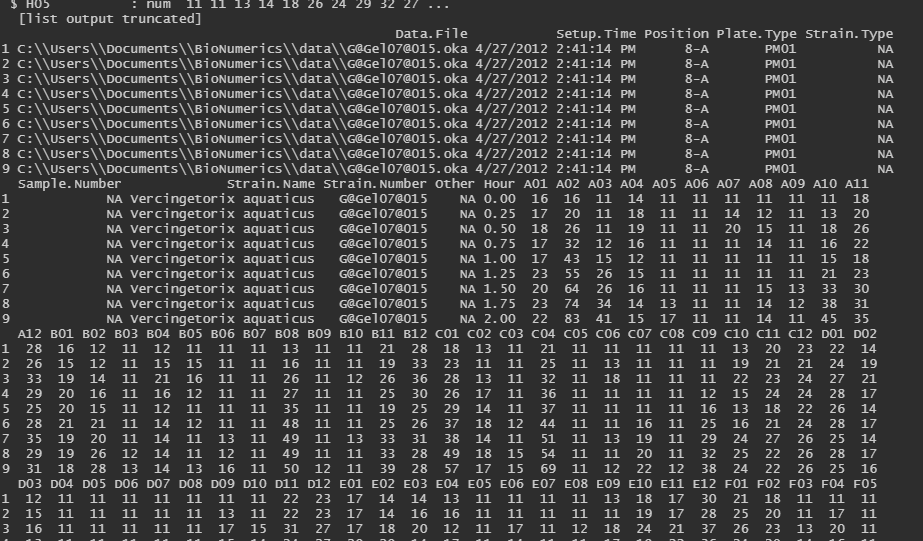 $ H05           : num  11 11 13 14 18 26 24 29 32 27 ...
[list output truncated]
Data.File Setup.Time Position Plate.Type Strain.Type
1 C:\\Users\\Documents\\BioNumerics\\data\\G@Gel07@015.oka 4/27/2012 2:41:14 PM 8-A PM01 NA
2 C:\\Users\\Documents\\BioNumerics\\data\\G@Gel07@015.oka 4/27/2012 2:41:14 PM 8-A PM01 NA
3 C:\\Users\\Documents\\BioNumerics\\data\\G@Gel07@015.oka 4/27/2012 2:41:14 PM 8-A PM01 NA
4 C:\\Users\\Documents\\BioNumerics\\data\\G@Gel07@015.oka 4/27/2012 2:41:14 PM 8-A PM01 NA
5 C:\\Users\\Documents\\BioNumerics\\data\\G@Gel07@015.oka 4/27/2012 2:41:14 PM 8-A PM01 NA
6 C:\\Users\\Documents\\BioNumerics\\data\\G@Gel07@015.oka 4/27/2012 2:41:14 PM 8-A PM01 NA
7 C:\\Users\\Documents\\BioNumerics\\data\\G@Gel07@015.oka 4/27/2012 2:41:14 PM 8-A PM01 NA
8 C:\\Users\\Documents\\BioNumerics\\data\\G@Gel07@015.oka 4/27/2012 2:41:14 PM 8-A PM01 NA
9 C:\\Users\\Documents\\BioNumerics\\data\\G@Gel07@015.oka 4/27/2012 2:41:14 PM 8-A PM01 NA
Sample.Number Strain.Name Strain.Number Other Hour A01 A02 A03 A04 A05 A06 A07 A08 A09 A10 A11
1 NA Vercingetorix aquaticus G@Gel07@015 NA 0.00 16 16 11 14 11 11 11 11 11 11 18
2 NA Vercingetorix aquaticus G@Gel07@015 NA 0.25 17 20 11 18 11 11 14 12 11 13 20
3 NA Vercingetorix aquaticus G@Gel07@015 NA 0.50 18 26 11 19 11 11 20 15 11 18 26
4 NA Vercingetorix aquaticus G@Gel07@015 NA 0.75 17 32 12 16 11 11 11 14 11 16 22
5 NA Vercingetorix aquaticus G@Gel07@015 NA 1.00 17 43 15 12 11 11 11 11 11 15 18
6 NA Vercingetorix aquaticus G@Gel07@015 NA 1.25 23 55 26 15 11 11 11 11 11 21 23
7 NA Vercingetorix aquaticus G@Gel07@015 NA 1.50 20 64 26 16 11 11 11 15 13 33 30
8 NA Vercingetorix aquaticus G@Gel07@015 NA 1.75 23 74 34 14 13 11 11 14 12 38 31
9 NA Vercingetorix aquaticus G@Gel07@015 NA 2.00 22 83 41 15 17 11 11 14 11 45 35
A12 B01 B02 B03 B04 B05 B06 B07 B08 B09 B10 B11 B12 C01 C02 C03 C04 C05 C06 C07 C08 C09 C10 C11 C12 D01 D02
1 28 16 12 11 12 11 11 11 13 11 11 21 28 18 13 11 21 11 11 11 11 11 13 20 23 22 14
2 26 15 12 11 15 15 11 11 16 11 11 19 33 23 11 11 25 11 13 11 11 11 19 21 21 24 19
3 33 19 14 11 21 16 11 11 26 11 12 26 36 28 13 11 32 11 18 11 11 11 22 23 24 27 21
4 29 20 16 11 16 12 11 11 27 11 11 25 30 26 17 11 36 11 11 11 11 12 15 24 24 28 17
5 25 20 15 11 12 11 11 11 35 11 11 19 25 29 14 11 37 11 11 11 11 16 13 18 22 26 14
6 28 21 21 11 14 12 11 11 48 11 11 25 26 37 18 12 44 11 11 16 11 25 16 21 24 28 17
7 35 19 20 11 14 11 13 11 49 11 13 33 31 38 14 11 51 11 13 19 11 29 24 27 26 25 14
8 29 19 26 12 14 11 12 11 49 11 11 33 28 49 18 15 54 11 11 20 11 32 25 22 26 28 17
9 31 18 28 13 14 13 16 11 50 12 11 39 28 57 17 15 69 11 12 22 12 38 24 22 26 25 16
D03 D04 D05 D06 D07 D08 D09 D10 D11 D12 E01 E02 E03 E04 E05 E06 E07 E08 E09 E10 E11 E12 F01 F02 F03 F04 F05
1 12 11 11 11 11 11 11 11 22 23 17 14 14 13 11 11 11 11 13 18 17 30 21 18 11 11 11
2 15 11 11 11 11 11 13 11 22 23 17 14 16 16 11 11 11 11 11 19 17 28 25 20 11 17 11
3 16 11 11 11 11 11 17 15 31 27 17 18 20 12 11 17 11 12 18 24 21 37 26 23 13 20 11